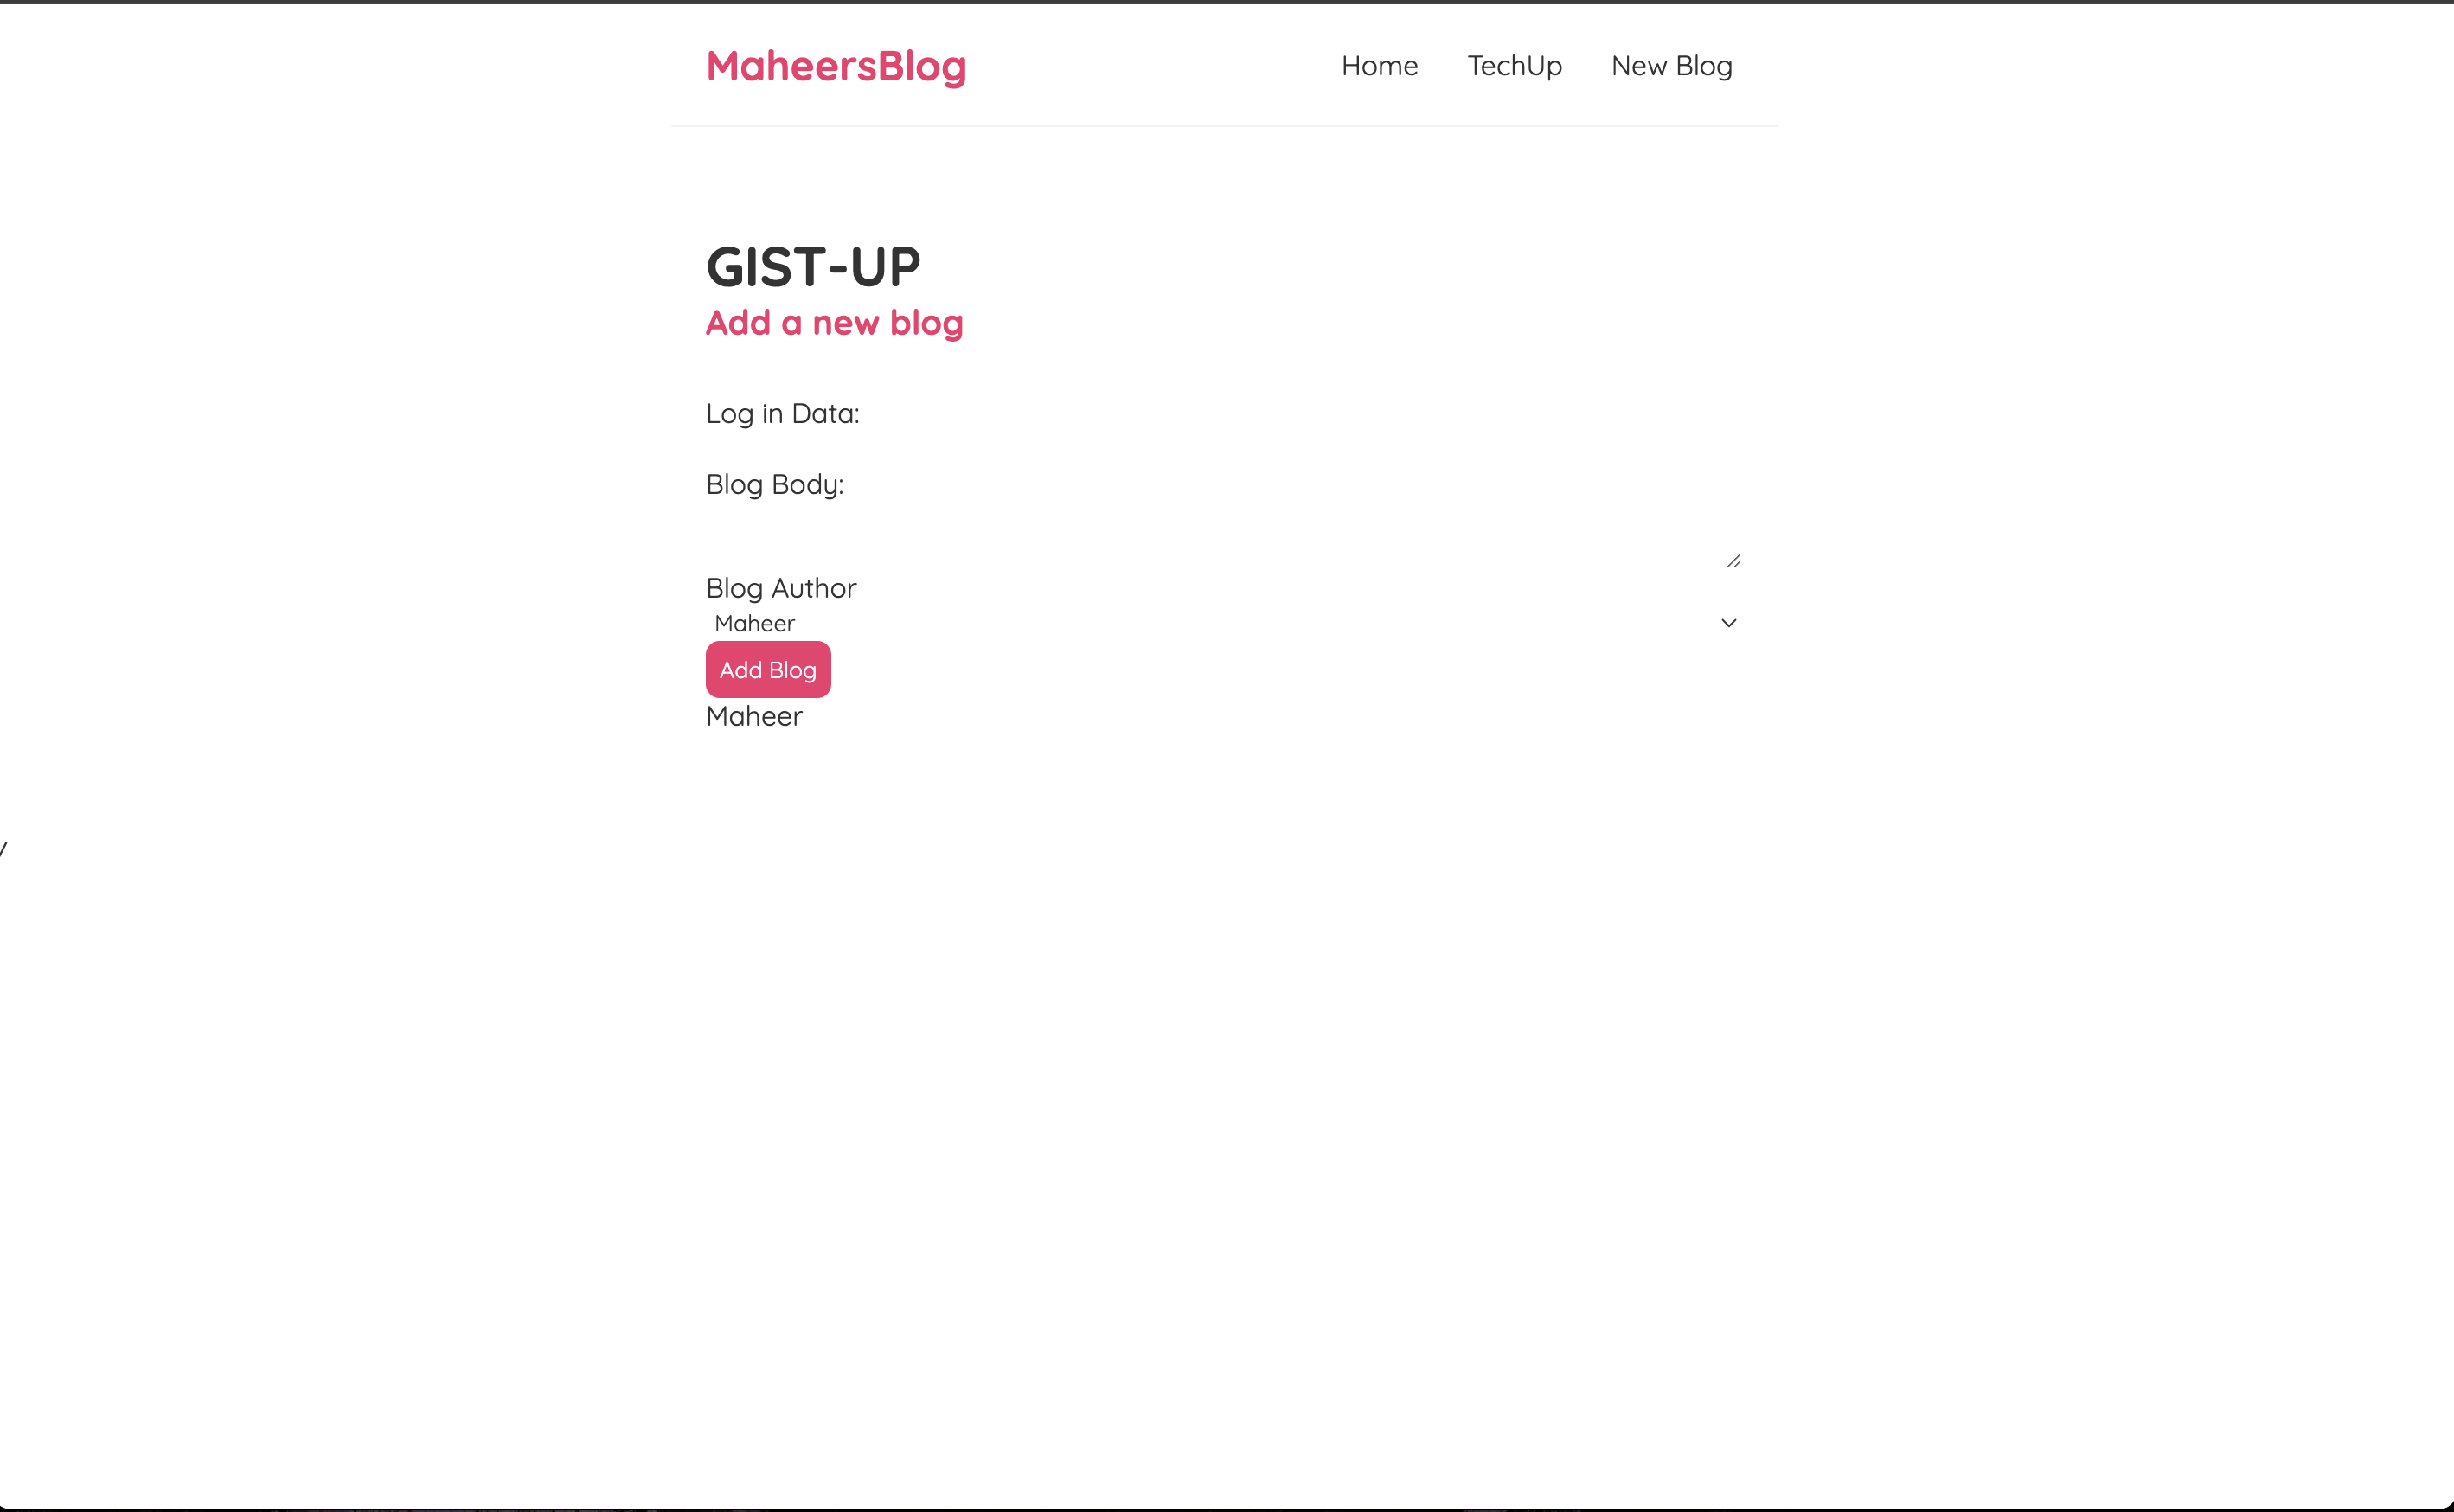 MaheersBlog Home TechUp New Blog
GIST-UP
Add a new blog
Log in Data:
Blog Body:
Blog Author
Maheer
Add Blog
Maheer